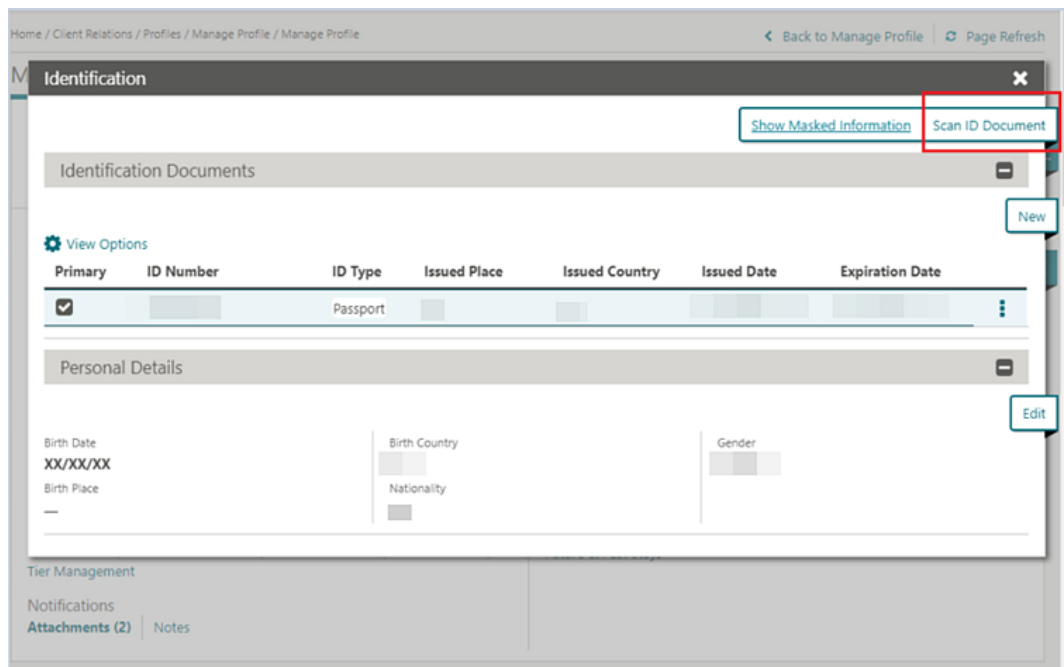 Home / Client Relations / Profiles / Manage Profile / Manage Profile
Back to Manage Profile
Page Refresh
M
Identification
Show Masked Information
Scan ID Document
Identification Documents
New
View Options
Primary ID Number ID Type Issued Place Issued Country Issued Date Expiration Date
Passport
Personal Details
Edit
Birth Date Birth Country Gender
XX/XX/XX
Birth Place Nationality
—
Tier Management
Notifications
Attachments (2) Notes